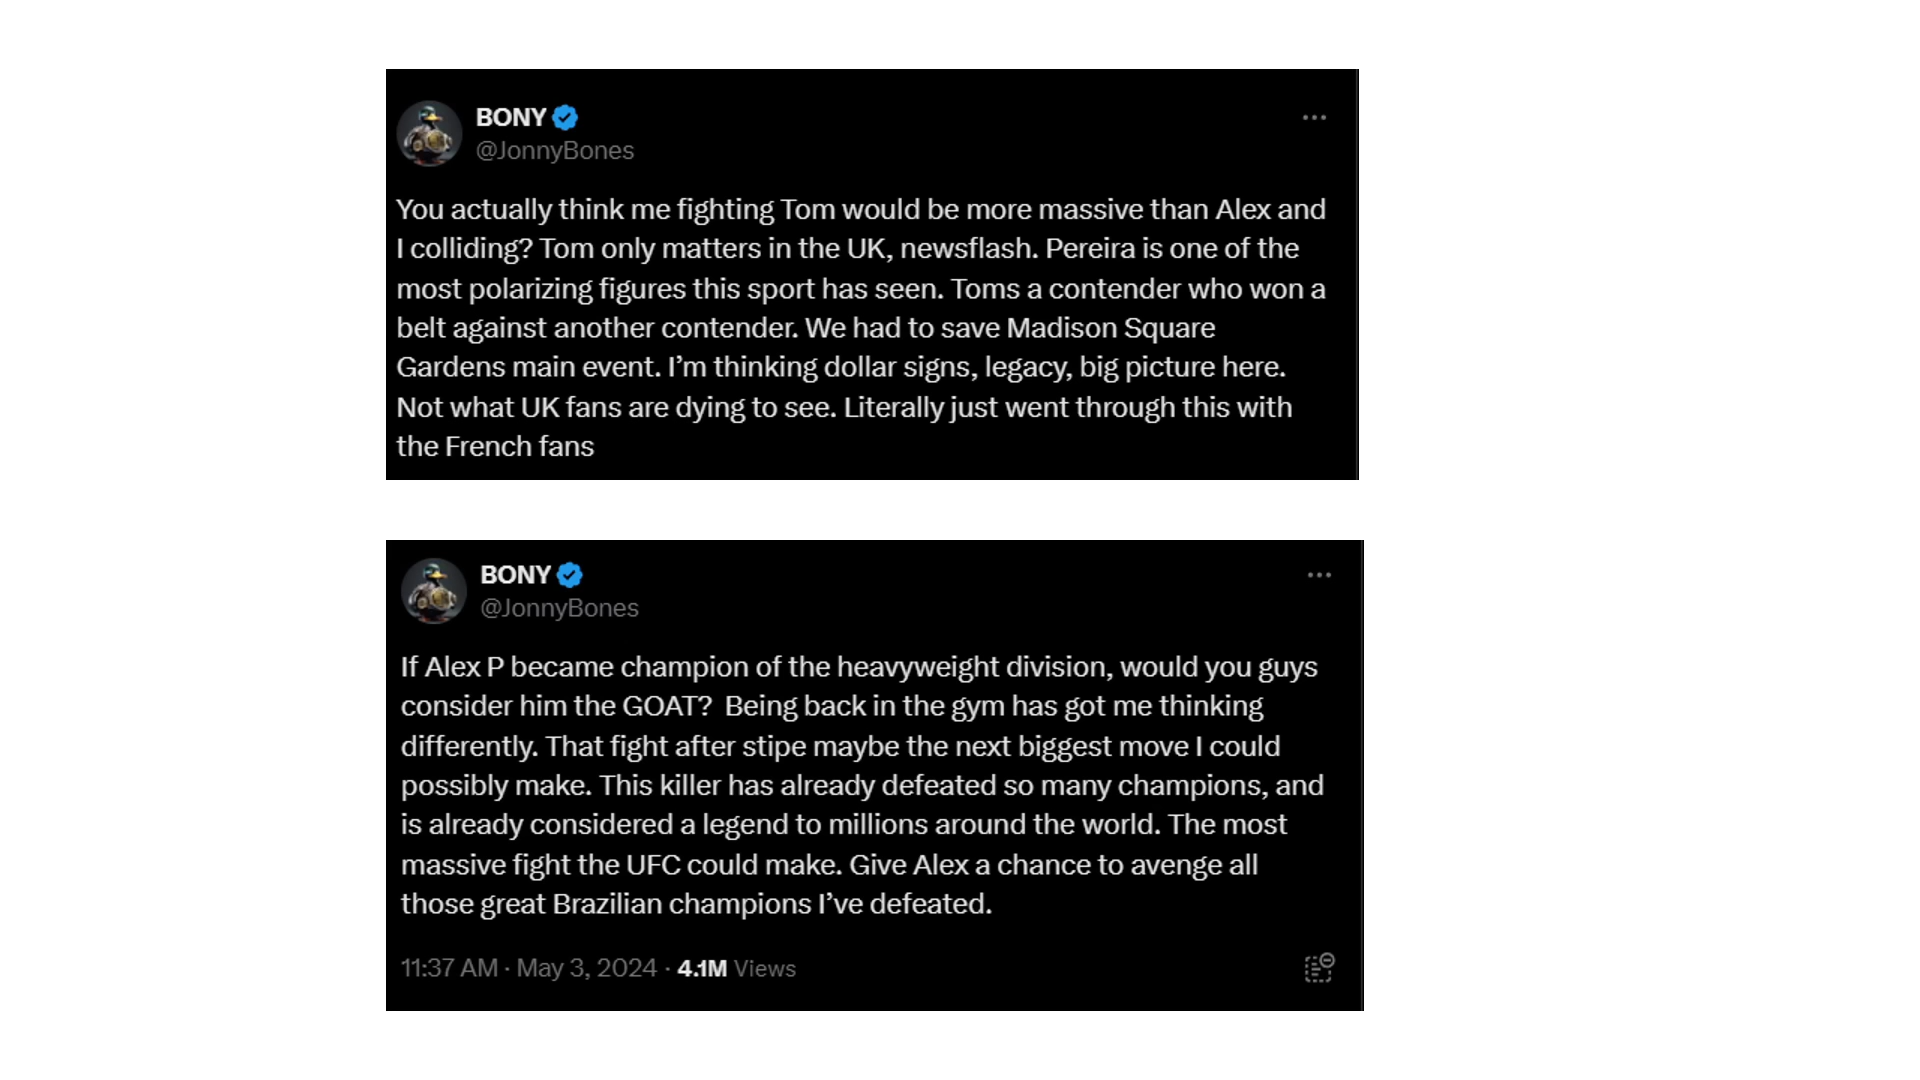 BONY
@JonnyBones
You actually think me fighting Tom would be more massive than Alex and
I colliding? Tom only matters in the UK, newsflash. Pereira is one of the
most polarizing figures this sport has seen. Toms a contender who won a
belt against another contender. We had to save Madison Square
Gardens main event. I’m thinking dollar signs, legacy, big picture here.
Not what UK fans are dying to see. Literally just went through this with
the French fans
BONY
@JonnyBones
If Alex P became champion of the heavyweight division, would you guys
consider him the GOAT?  Being back in the gym has got me thinking
differently. That fight after stipe maybe the next biggest move I could
possibly make. This killer has already defeated so many champions, and
is already considered a legend to millions around the world. The most
massive fight the UFC could make. Give Alex a chance to avenge all
those great Brazilian champions I’ve defeated.
11:37 AM · May 3, 2024 · 4.1M Views